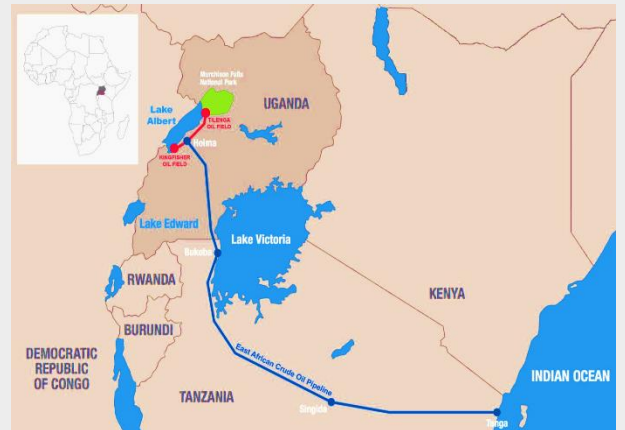 Murchison Falls
National Park
UGANDA
Lake
Albert
TILENGA
OIL FIELD
Hoima
KINGFISHER
OIL FIELD
Lake Edward
Lake Victoria
Bukoba
RWANDA
KENYA
BURUNDI
DEMOCRATIC
REPUBLIC
OF CONGO
East African Crude Oil Pipeline
INDIAN OCEAN
TANZANIA
Singida
Tanga